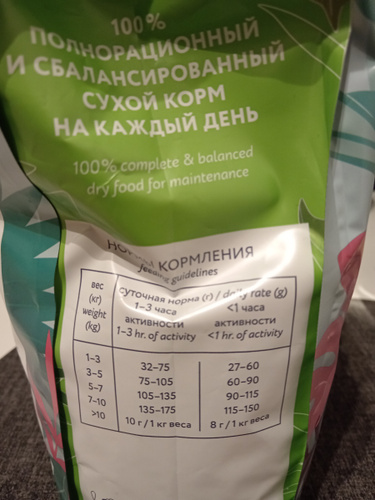 100%
ПОЛНОРАЦИОННЫЙ
И СБАЛАНСИРОВАННЫЙ
СУХОЙ КОРМ
НА КАЖДЫЙ ДЕНЬ
100% complete & balanced
dry food for maintenance
НОРМЫ КОРМЛЕНИЯ
feeding guidelines
вес (кг) weight (kg)
суточная норма (г) / daily rate (g)
1–3 часа активности 1–3 hr. of activity
<1 часа активности <1 hr. of activity
1–3 32–75 27–60
3–5 75–105 60–90
5–7 105–135 90–115
7–10 135–175 115–150
>10 10 г / 1 кг веса 8 г / 1 кг веса